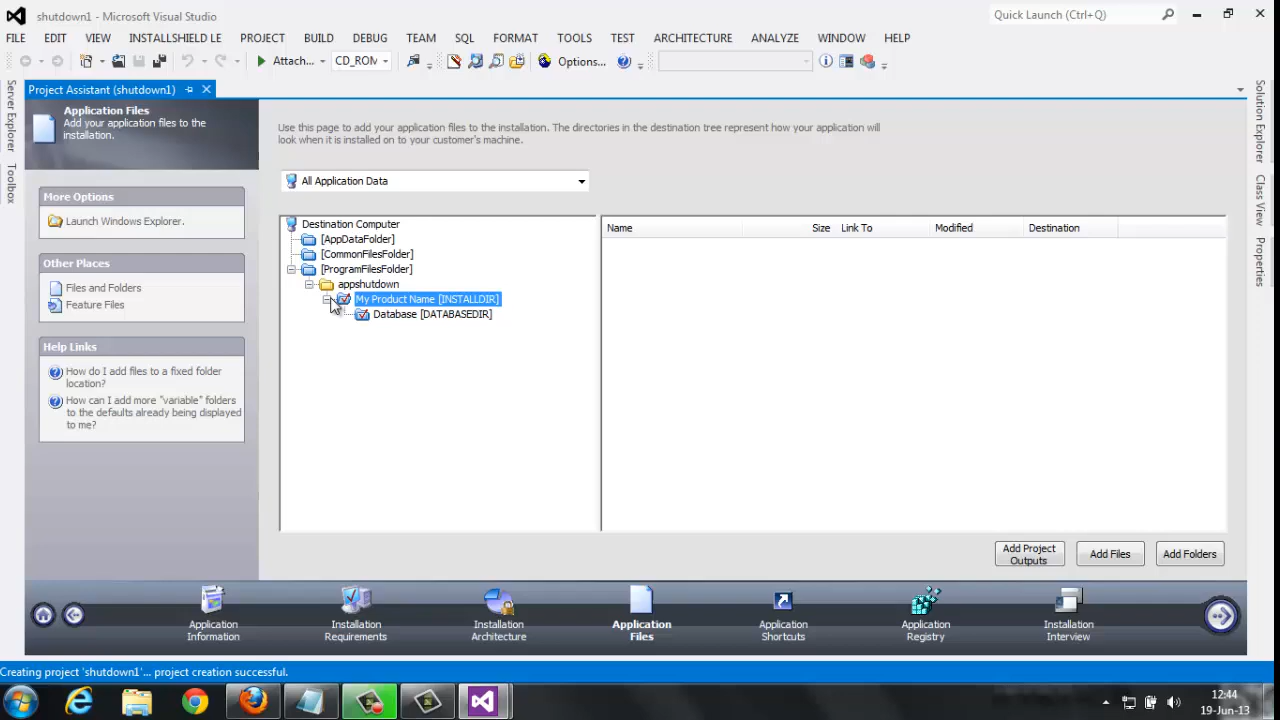 shutdown1 - Microsoft Visual Studio
Quick Launch (Ctrl+Q)
FILE EDIT VIEW INSTALLSHIELD LE PROJECT BUILD DEBUG TEAM SQL FORMAT TOOLS TEST ARCHITECTURE ANALYZE WINDOW HELP
Attach... CD_ROM Options...
Server Explorer
Toolbox
Project Assistant (shutdown1)
Application Files
Add your application files to the
installation.
More Options
Launch Windows Explorer.
Other Places
Files and Folders
Feature Files
Help Links
How do I add files to a fixed folder
location?
How can I add more "variable" folders
to the defaults already being displayed
to me?
Use this page to add your application files to the installation. The directories in the destination tree represent how your application will
look when it is installed on to your customer's machine.
All Application Data
Destination Computer
[AppDataFolder]
[CommonFilesFolder]
[ProgramFilesFolder]
appshutdown
My Product Name [INSTALLDIR]
Database [DATABASEDIR]
Name Size Link To Modified Destination
Add Project
Outputs
Add Files
Add Folders
Solution Explorer
Class View
Properties
Application
Information
Installation
Requirements
Installation
Architecture
Application
Files
Application
Shortcuts
Application
Registry
Installation
Interview
Creating project 'shutdown1'... project creation successful.
12:44
19-Jun-13